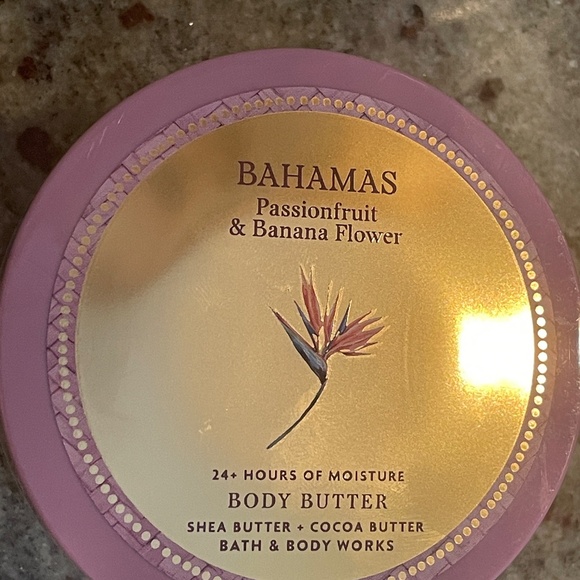 BAHAMAS
Passionfruit
& Banana Flower
24+ HOURS OF MOISTURE
BODY BUTTER
SHEA BUTTER + COCOA BUTTER
BATH & BODY WORKS